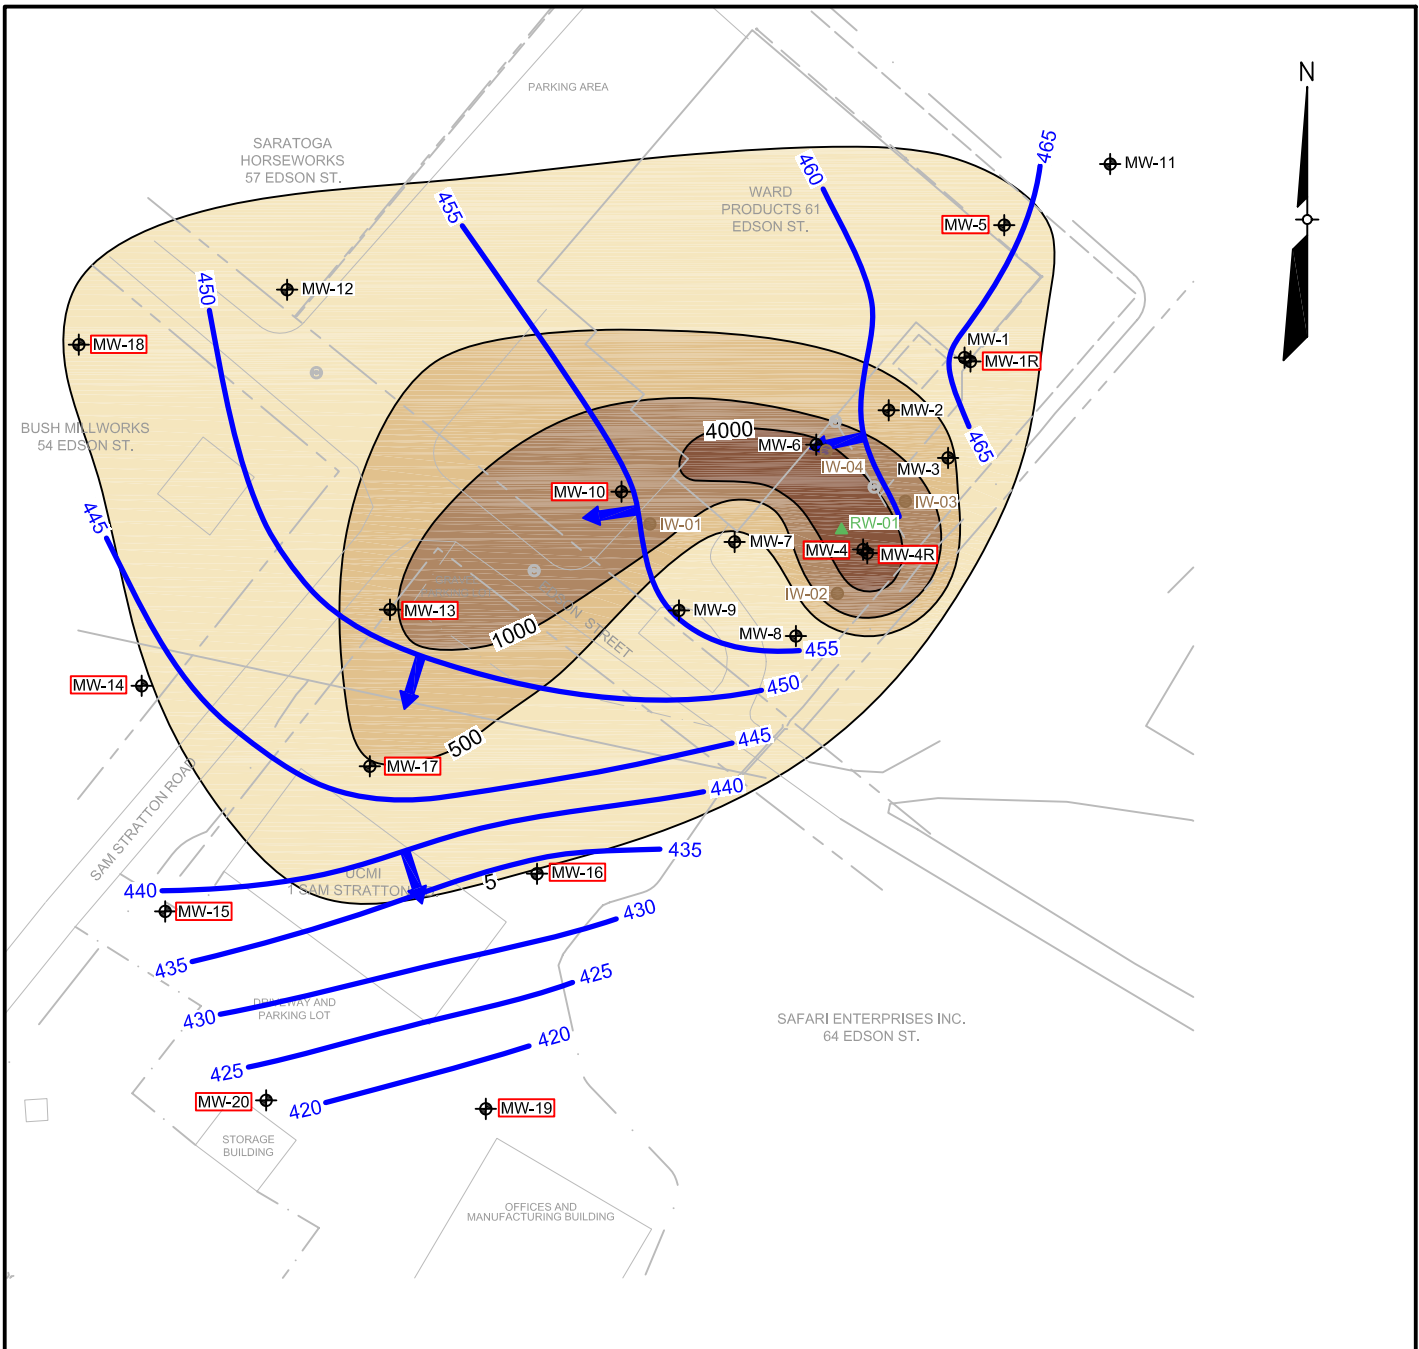 N
PARKING AREA
SARATOGA
HORSEWORKS
57 EDSON ST.
465
MW-11
460
WARD
PRODUCTS 61
EDSON ST.
455
MW-5
450
MW-12
MW-18
MW-1
MW-1R
BUSH MILLWORKS
54 EDSON ST.
MW-2
4000
MW-6
465
IW-04
MW-3
MW-10
IW-03
445
IW-01
RW-01
MW-7
MW-4
MW-4R
IW-02
MW-13
MW-9
STREET
1000
MW-8
455
MW-14
450
500
445
MW-17
440
SAM STRATTON ROAD
435
UCMI
1 SAM STRATTON
5
MW-16
440
MW-15
430
435
425
DRIVEWAY AND
PARKING LOT
430
SAFARI ENTERPRISES INC.
64 EDSON ST.
420
425
MW-20
420
MW-19
STORAGE
BUILDING
OFFICES AND
MANUFACTURING BUILDING